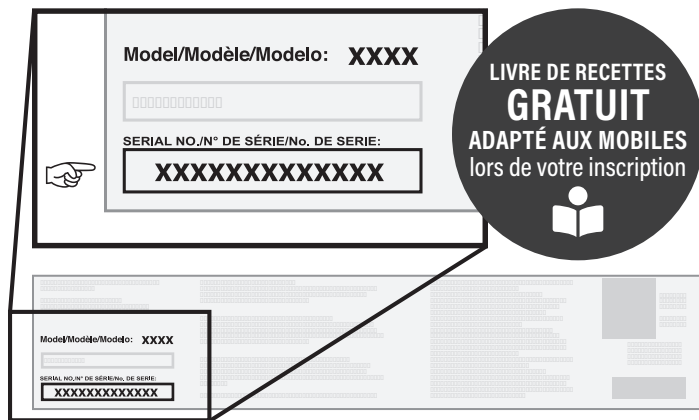 Model/Modèle/Modelo: XXXX
SERIAL NO./N° DE SÉRIE/No. DE SERIE:
XXXXXXXXXXXXX
LIVRE DE RECETTES
GRATUIT
ADAPTÉ AUX MOBILES
lors de votre inscription
Model/Modèle/Modelo: XXXX
SERIAL NO./N° DE SÉRIE/No. DE SERIE:
XXXXXXXXXXXXX